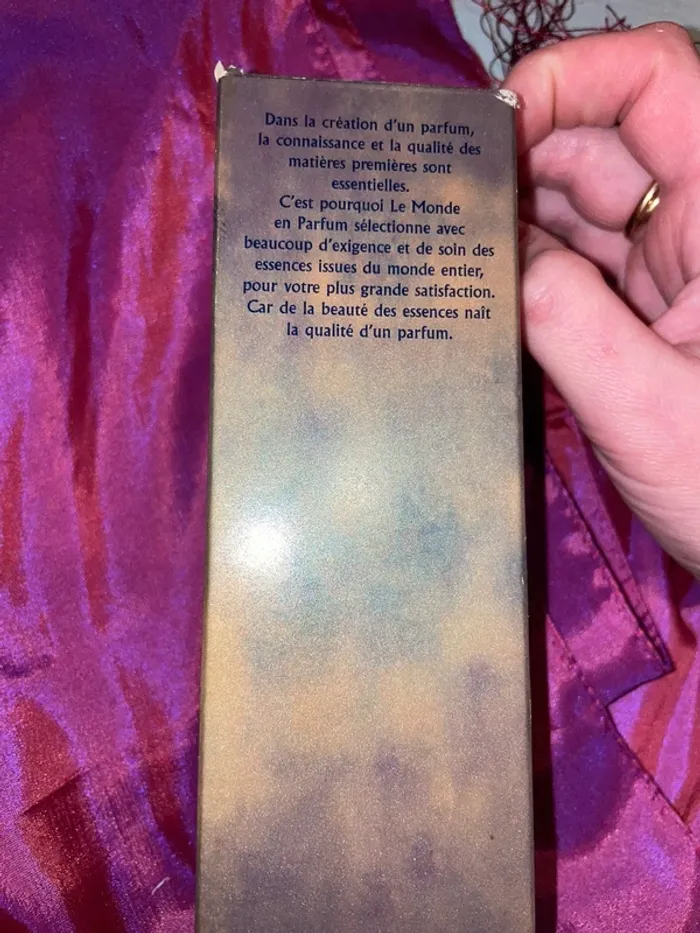 Dans la création d'un parfum,
la connaissance et la qualité des
matières premières sont
essentielles.
C'est pourquoi Le Monde
en Parfum sélectionne avec
beaucoup d'exigence et de soin des
essences issues du monde entier,
pour votre plus grande satisfaction.
Car de la beauté des essences naît
la qualité d'un parfum.